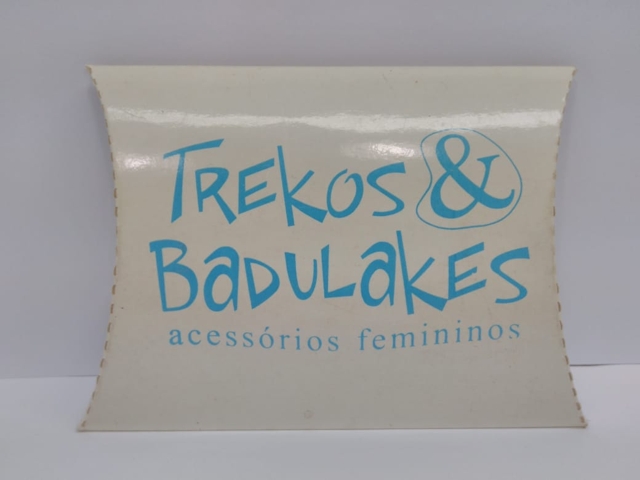 TREKOS &
BADULAKES
acessórios femininos